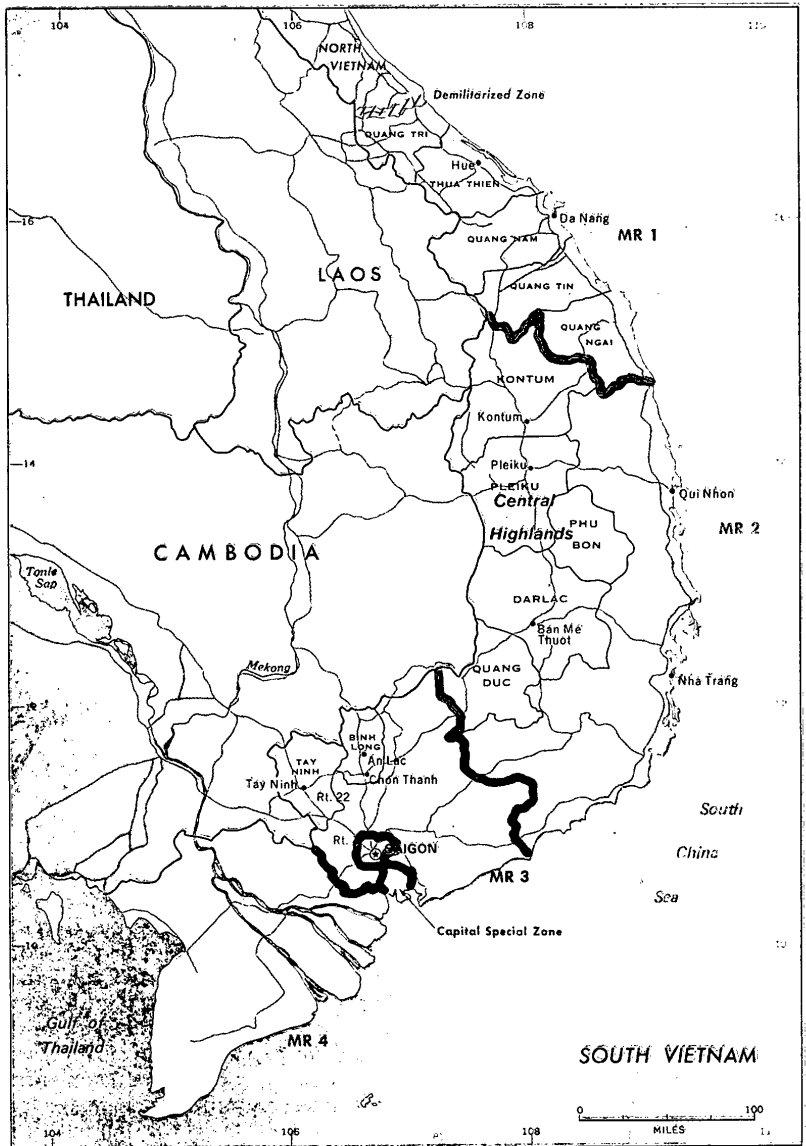 104
106
108
NORTH
VIETNAM
Demilitarized Zone
QUANG TRI
Hue
THUA THIEN
16
Da Nang
QUANG NAM
MR 1
LAOS
THAILAND
QUANG TIN
QUANG
NGAI
KONTUM
Kontum
14
Pleiku
PLEIKU
Central
Highlands
Qui Nhon
PHU
BON
MR 2
CAMBODIA
Tonle
Sap
DARLAC
Ban Me
Thuot
Mekong
QUANG
DUC
Nha Trang
BINH
LONG
An Loc
TAY
NINH
Chon Thanh
Tay Ninh
Rt. 22
South
China
Sea
Rt. 1
SAIGON
MR 3
Capital Special Zone
Gulf of
Thailand
MR 4
SOUTH VIETNAM
0
100
MILES
104
106
108